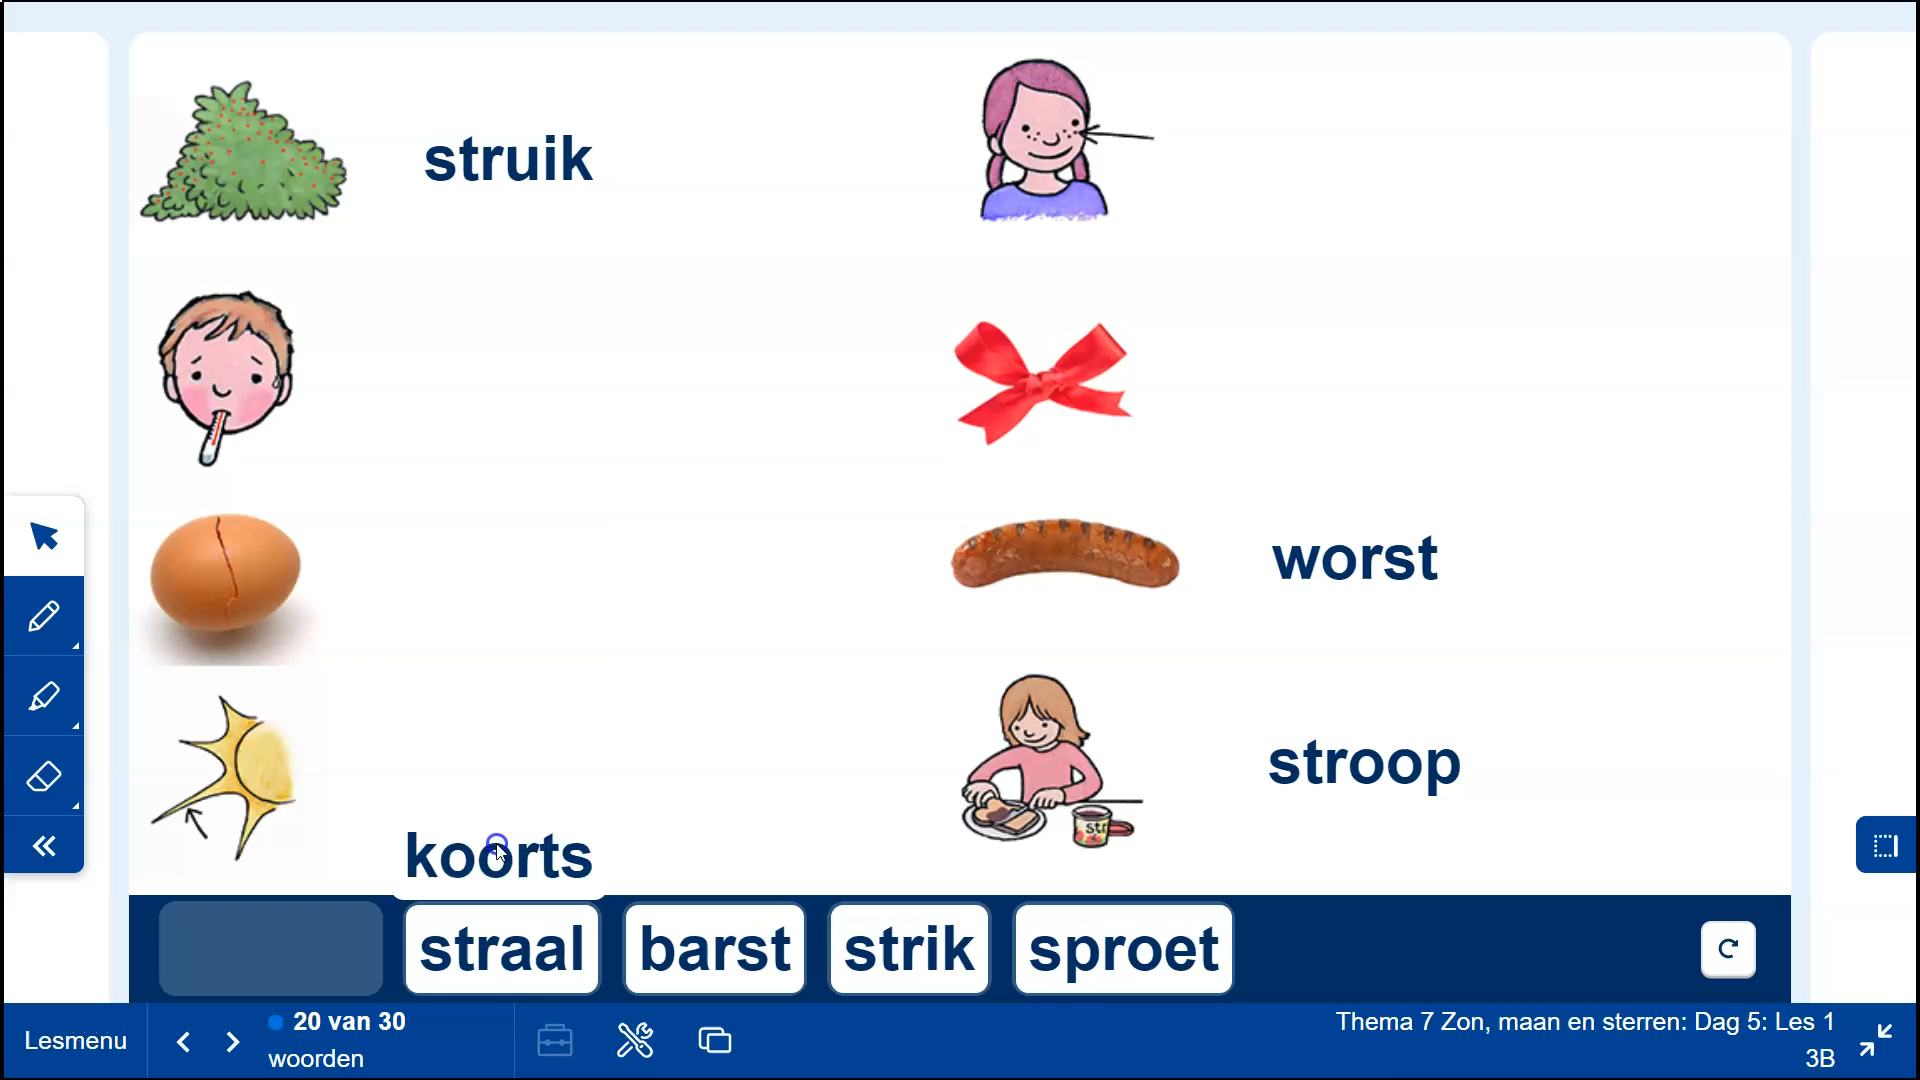 struik
worst
stroop
str
koorts
straal
barst
strik
sproet
Lesmenu
20 van 30
woorden
Thema 7 Zon, maan en sterren: Dag 5: Les 1
3B